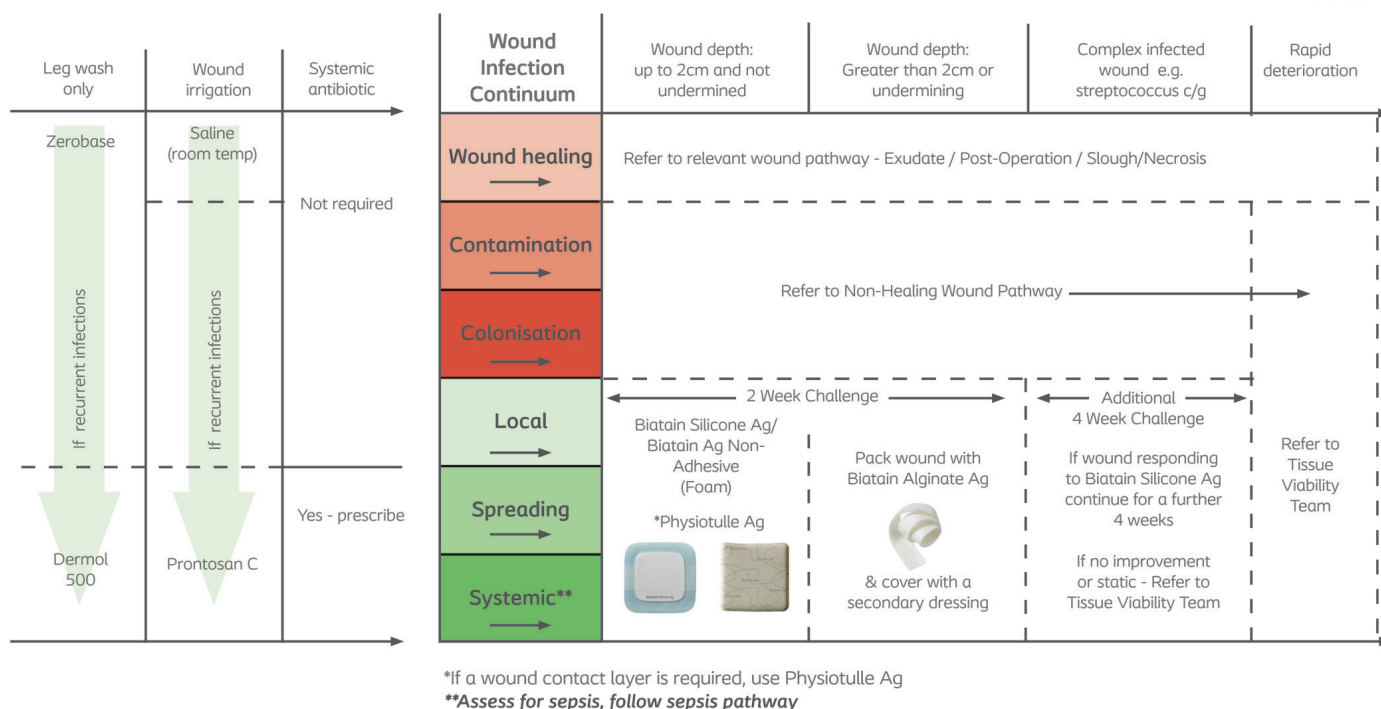 Leg wash
only
Wound
irrigation
Systemic
antibiotic
Zerobase
Saline
(room temp)
Not required
If recurrent infections
If recurrent infections
Yes - prescribe
Dermol
500
Prontosan C
Wound
Infection
Continuum
Wound depth:
up to 2cm and not
undermined
Wound depth:
Greater than 2cm or
undermining
Complex infected
wound e.g.
streptococcus c/g
Rapid
deterioration
Wound healing
Refer to relevant wound pathway - Exudate / Post-Operation / Slough/Necrosis
Contamination
Refer to Non-Healing Wound Pathway
Colonisation
Local
Spreading
Systemic**
2 Week Challenge
Biatain Silicone Ag/
Biatain Ag Non-
Adhesive
(Foam)
*Physiotulle Ag
Pack wound with
Biatain Alginate Ag
& cover with a
secondary dressing
Additional
4 Week Challenge
If wound responding
to Biatain Silicone Ag
continue for a further
4 weeks
If no improvement
or static - Refer to
Tissue Viability Team
Refer to
Tissue
Viability
Team
*If a wound contact layer is required, use Physiotulle Ag
**Assess for sepsis, follow sepsis pathway